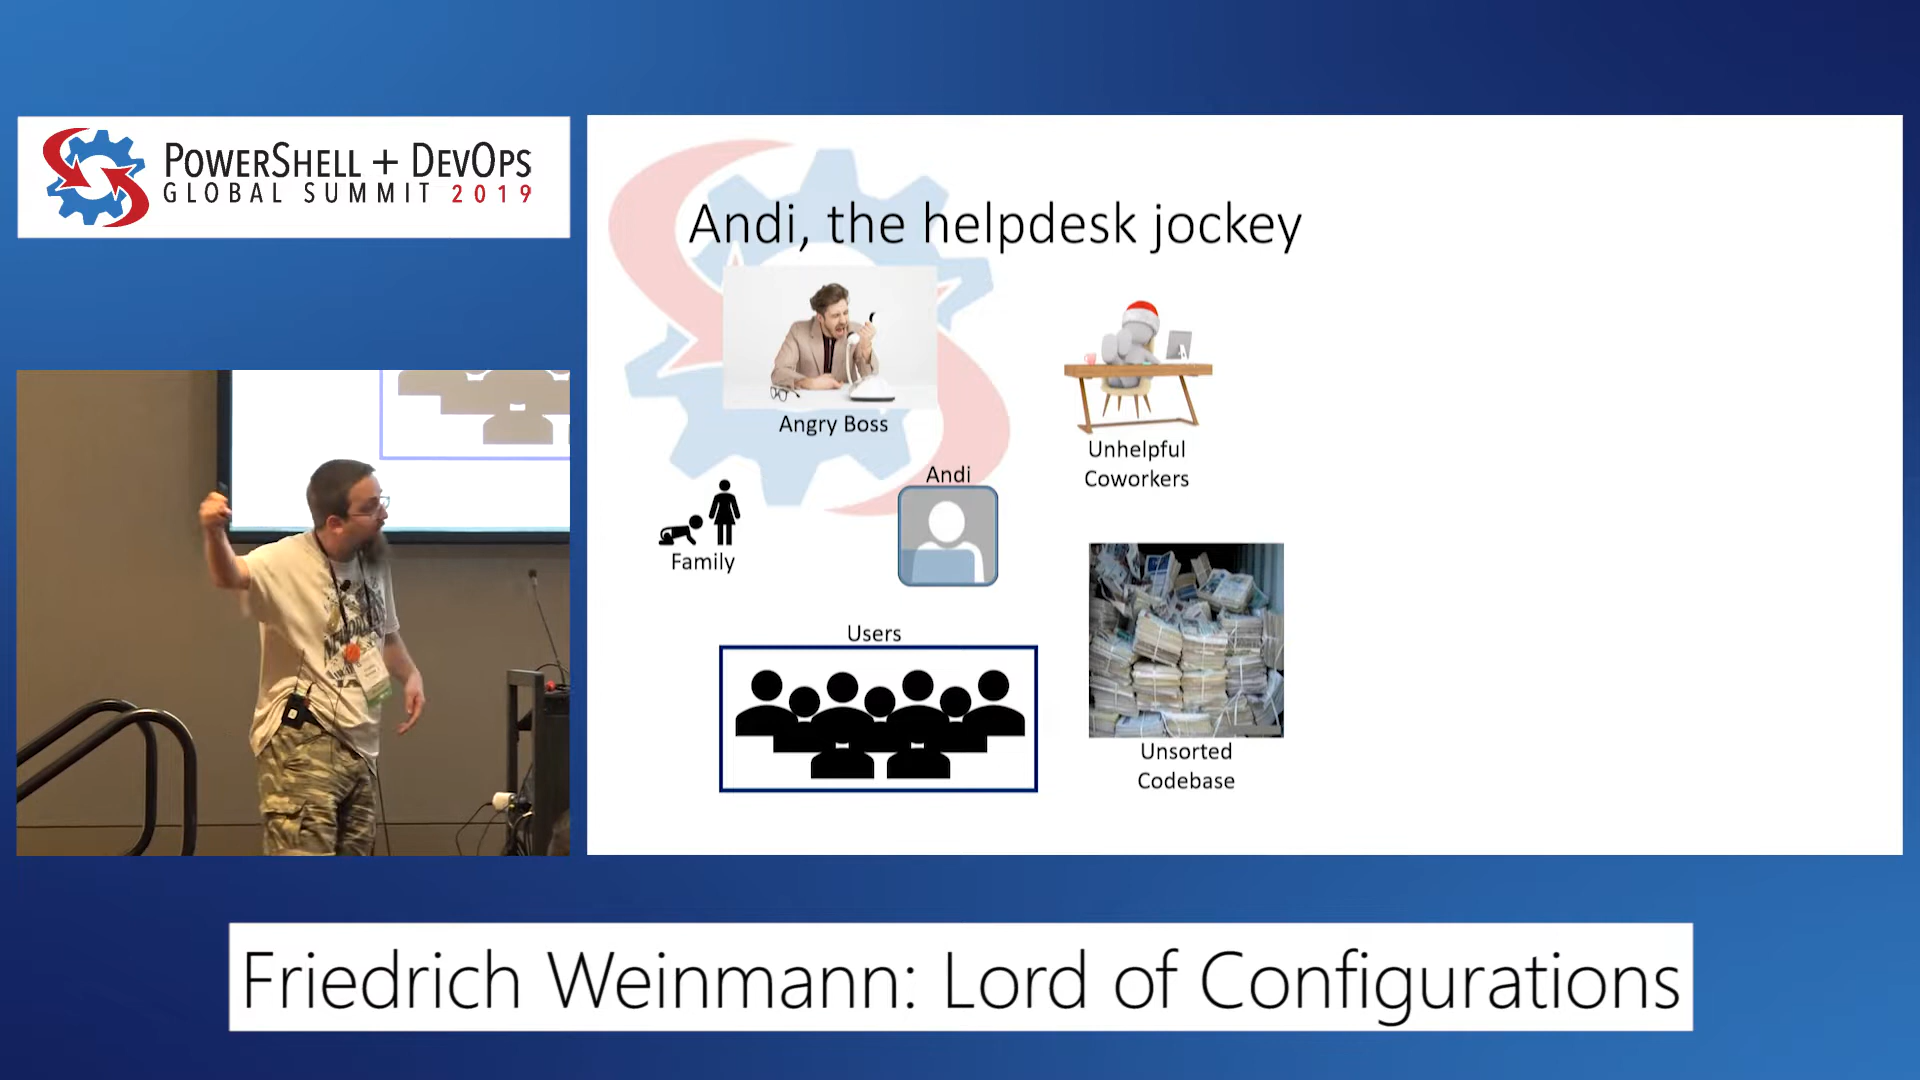 POWERSHELL + DEVOPS
GLOBAL SUMMIT 2019
Andi, the helpdesk jockey
Angry Boss
Unhelpful
Coworkers
Andi
Family
Users
Unsorted
Codebase
Friedrich Weinmann: Lord of Configurations